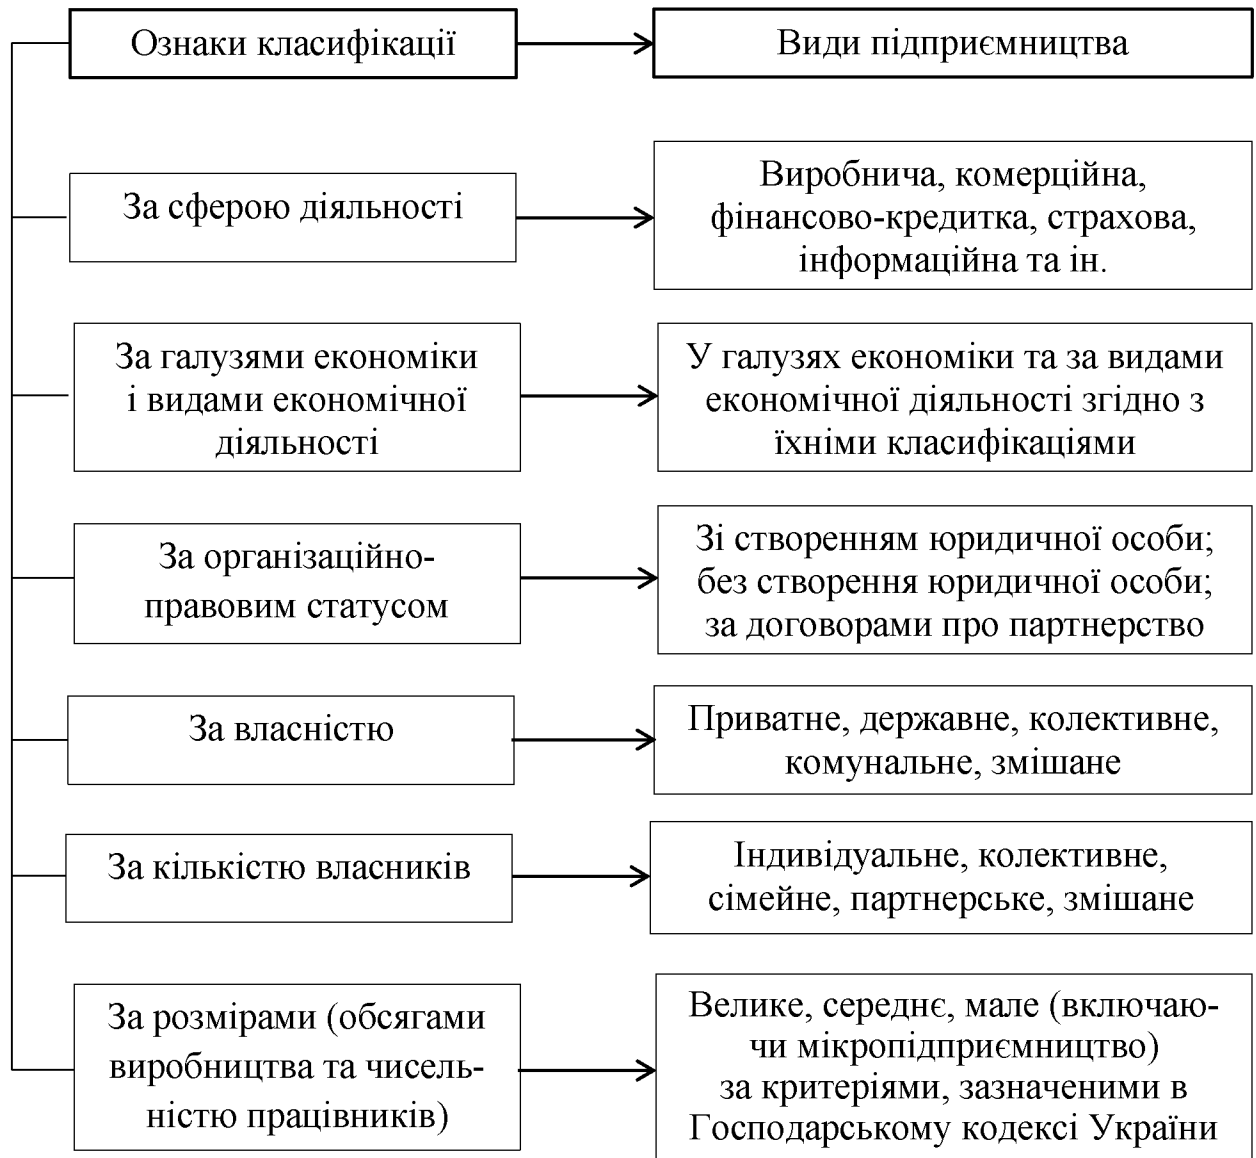 Ознаки класифікації
Види підприємництва
За сферою діяльності
Виробнича, комерційна,
фінансово-кредитка, страхова,
інформаційна та ін.
За галузями економіки
і видами економічної
діяльності
У галузях економіки та за видами
економічної діяльності згідно з
їхніми класифікаціями
За організаційно-
правовим статусом
Зі створенням юридичної особи;
без створення юридичної особи;
за договорами про партнерство
За власністю
Приватне, державне, колективне,
комунальне, змішане
За кількістю власників
Індивідуальне, колективне,
сімейне, партнерське, змішане
За розмірами (обсягами
виробництва та чисель-
ністю працівників)
Велике, середнє, мале (включаю-
чи мікропідприємництво)
за критеріями, зазначеними в
Господарському кодексі України